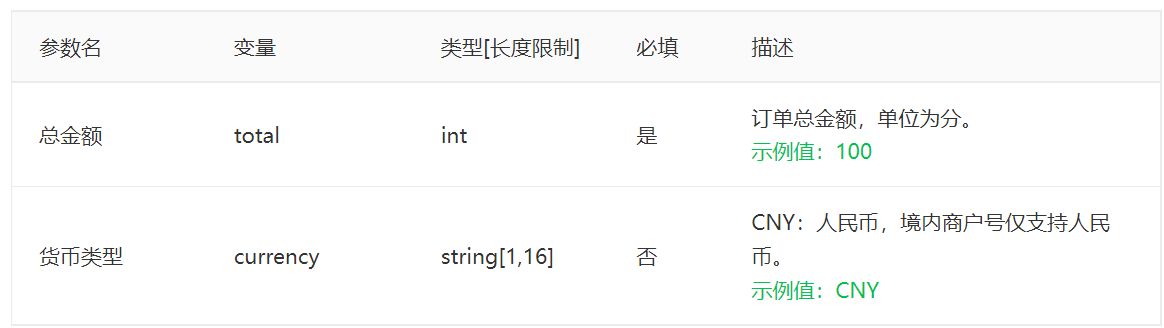 参数名 变量 类型[长度限制] 必填 描述
总金额 total int 是 订单总金额，单位为分。
示例值：100
货币类型 currency string[1,16] 否 CNY：人民币，境内商户号仅支持人民
币。
示例值：CNY